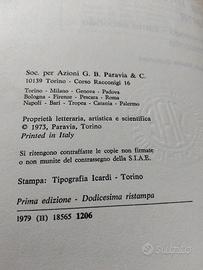 Soc. per Azioni G. B. Paravia & C.
10139 Torino - Corso Racconigi 16
Torino - Milano - Genova - Padova
Bologna - Firenze - Pescara - Roma
Napoli - Bari - Tropea - Catania - Palermo
Proprietà letteraria, artistica e scientifica
© 1973, Paravia, Torino
Printed in Italy
Si ritengono contraffatte le copie non firmate
o non munite del contrassegno della S.I.A.E.
Stampa: Tipografia Icardi - Torino
Prima edizione - Dodicesima ristampa
1979 (II) 18565 1206
subito